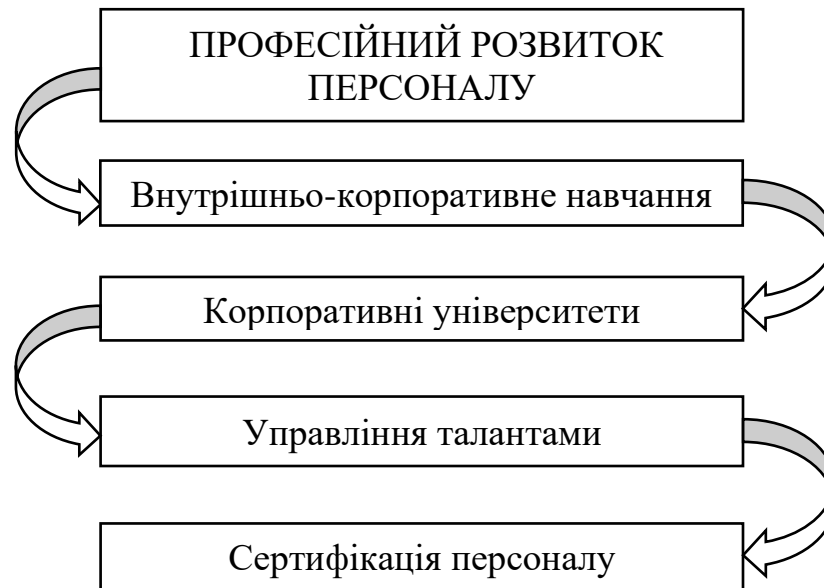 ПРОФЕСІЙНИЙ РОЗВИТОК
ПЕРСОНАЛУ
Внутрішньо-корпоративне навчання
Корпоративні університети
Управління талантами
Сертифікація персоналу